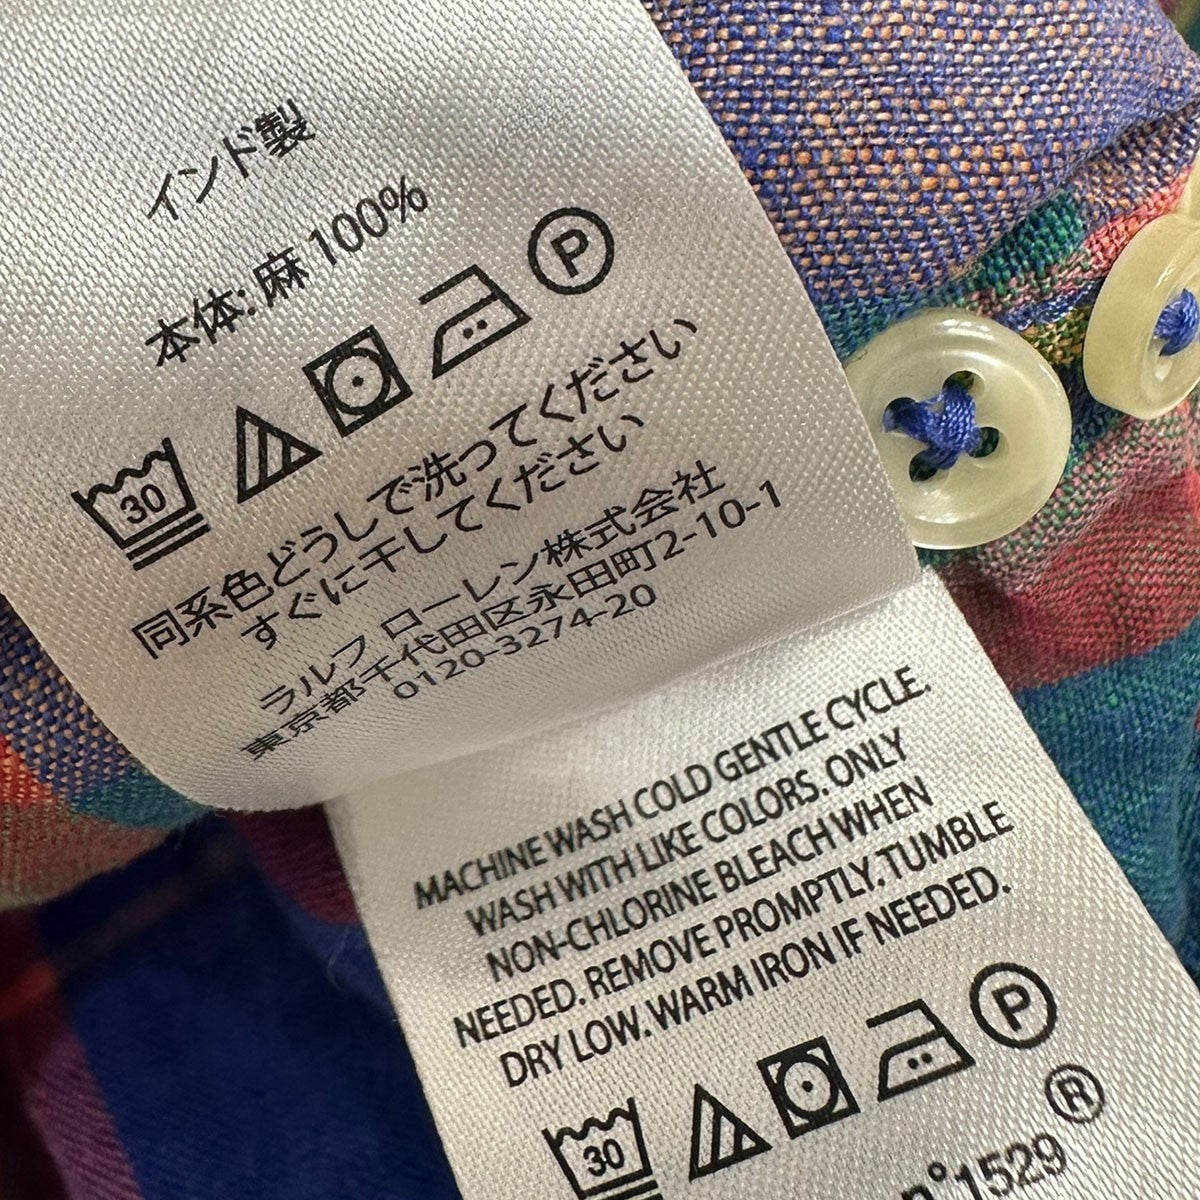 インド製
本体: 麻 100%
P
30
同系色どうしで洗ってください
すぐに干してください
ラルフ ローレン株式会社
東京都千代田区永田町2-10-1
0120-3274-20
MACHINE WASH COLD GENTLE CYCLE.
WASH WITH LIKE COLORS. ONLY
NON-CHLORINE BLEACH WHEN
NEEDED. REMOVE PROMPTLY. TUMBLE
DRY LOW. WARM IRON IF NEEDED.
P
30
®
1529